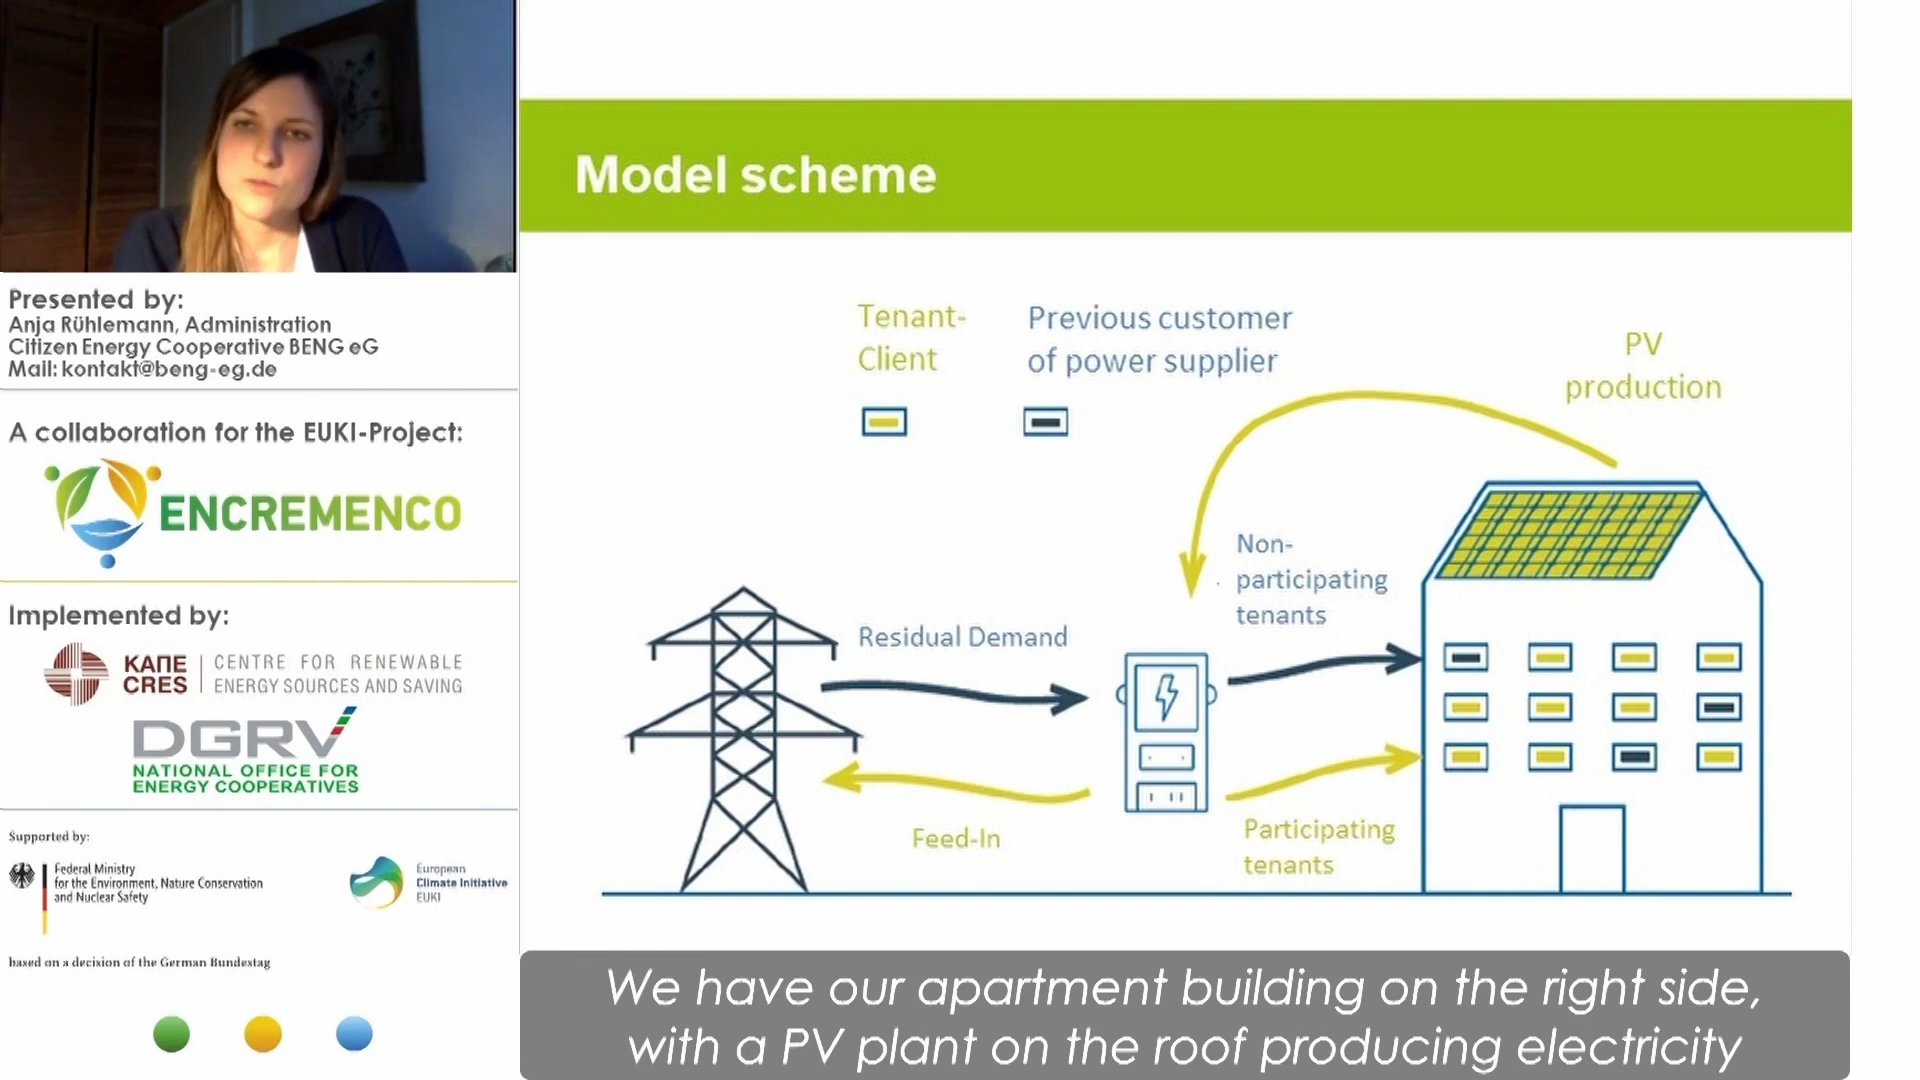 Presented by:
Anja Rühlemann, Administration
Citizen Energy Cooperative BENG eG
Mail: kontakt@beng-eg.de
A collaboration for the EUKI-Project:
ENCREMENCO
Implemented by:
ΚΑΠΕ
CRES
CENTRE FOR RENEWABLE
ENERGY SOURCES AND SAVING
DGRV
NATIONAL OFFICE FOR
ENERGY COOPERATIVES
Supported by:
Federal Ministry
for the Environment, Nature Conservation
and Nuclear Safety
European
Climate Initiative
EUKI
based on a decision of the German Bundestag
Model scheme
Tenant-
Client
Previous customer
of power supplier
PV
production
Non-
participating
tenants
Residual Demand
Feed-In
Participating
tenants
We have our apartment building on the right side,
with a PV plant on the roof producing electricity